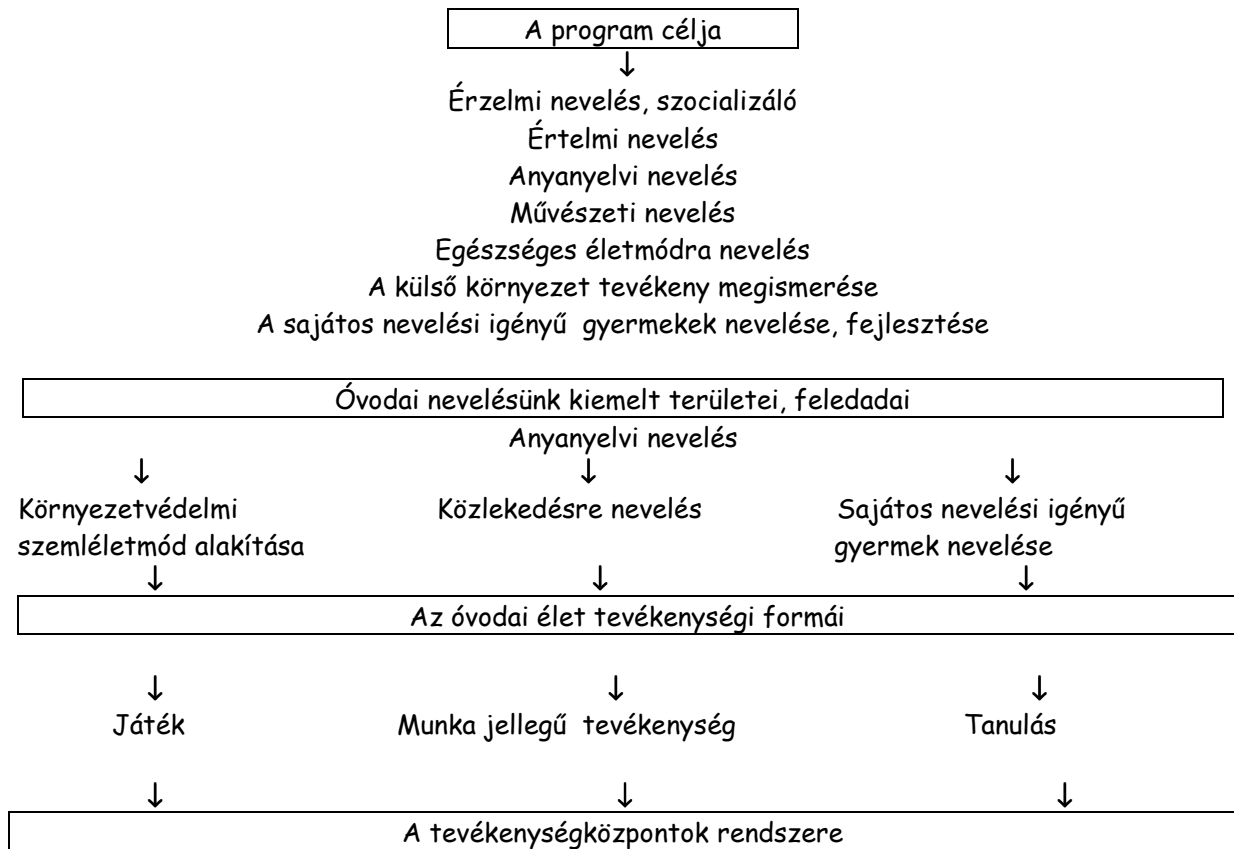 A program célja
↓
Érzelmi nevelés, szocializáló
Értelmi nevelés
Anyanyelvi nevelés
Művészeti nevelés
Egészséges életmódra nevelés
A külső környezet tevékeny megismerése
A sajátos nevelési igényű gyermekek nevelése, fejlesztése
Óvodai nevelésünk kiemelt területei, feledadai
Anyanyelvi nevelés
↓ ↓ ↓
Környezetvédelmi Közlekedésre nevelés Sajátos nevelési igényű
szemléletmód alakítása gyermek nevelése
↓ ↓ ↓
Az óvodai élet tevékenységi formái
↓ ↓ ↓
Játék Munka jellegű tevékenység Tanulás
↓ ↓ ↓
A tevékenységközpontok rendszere